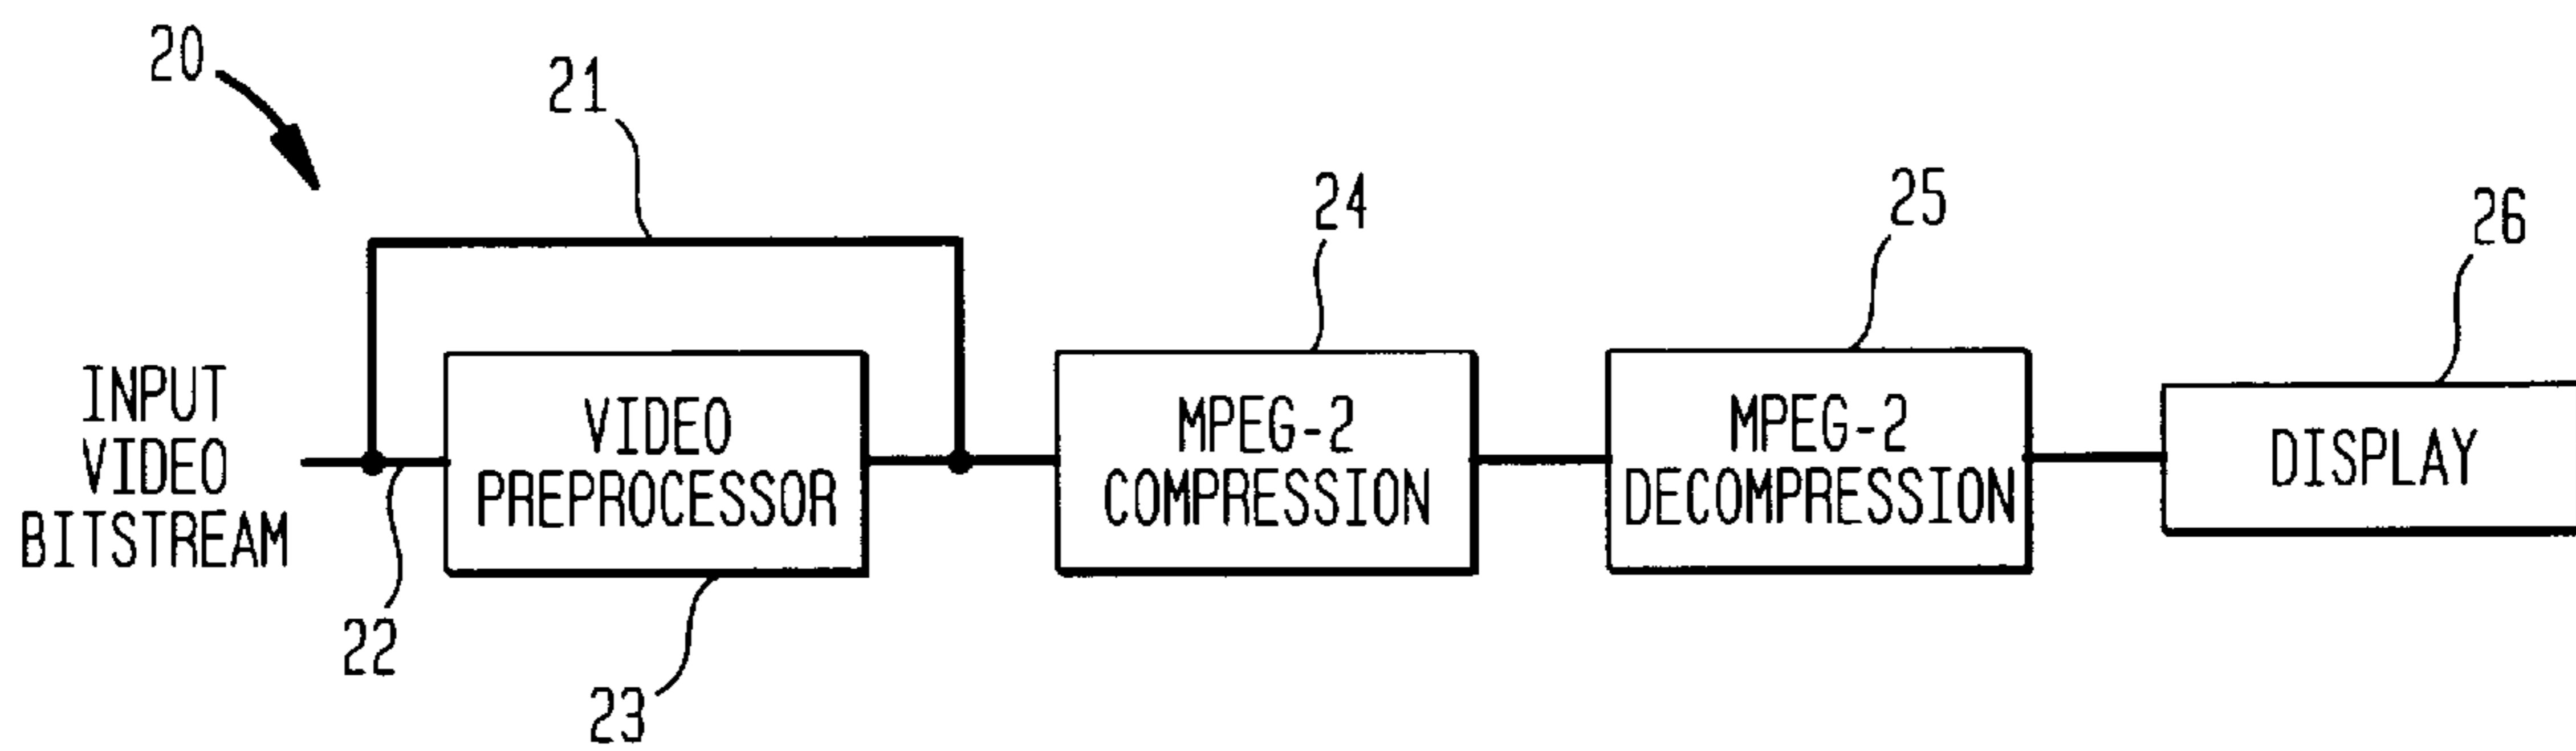 20
21
24
25
26
INPUT
VIDEO
BITSTREAM
VIDEO
PREPROCESSOR
MPEG-2
COMPRESSION
MPEG-2
DECOMPRESSION
DISPLAY
22
23